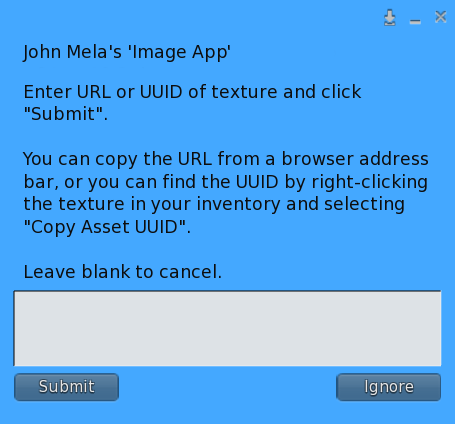 John Mela's 'Image App'
Enter URL or UUID of texture and click
"Submit".
You can copy the URL from a browser address
bar, or you can find the UUID by right-clicking
the texture in your inventory and selecting
"Copy Asset UUID".
Leave blank to cancel.
Submit
Ignore